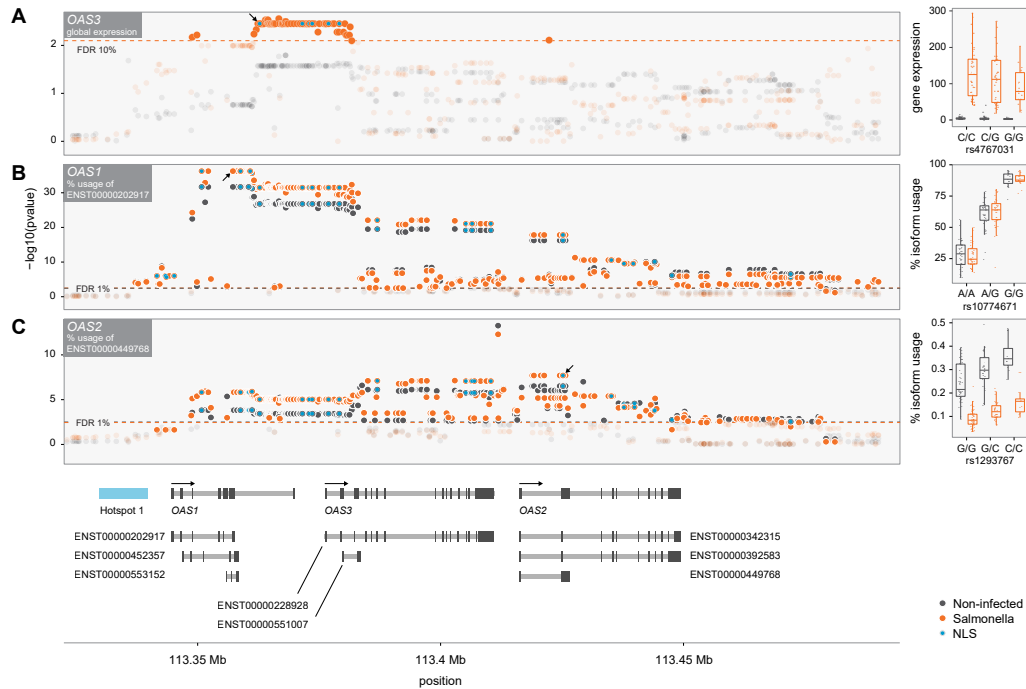 A
OAS3
global expression
FDR 10%
2
1
0
gene expression
300
200
100
0
C/C C/G G/G
rs4767031
B
OAS1
% usage of
ENST00000202917
FDR 1%
30
20
10
0
−log10(pvalue)
% isoform usage
100
75
50
25
A/A A/G G/G
rs10774671
C
OAS2
% usage of
ENST00000449768
FDR 1%
10
5
0
% isoform usage
0.5
0.4
0.3
0.2
0.1
G/G G/C C/C
rs1293767
Hotspot 1
OAS1
OAS3
OAS2
ENST00000202917
ENST00000342315
ENST00000452357
ENST00000392583
ENST00000553152
ENST00000449768
ENST00000228928
ENST00000551007
Non-infected
Salmonella
NLS
113.35 Mb
113.4 Mb
113.45 Mb
position